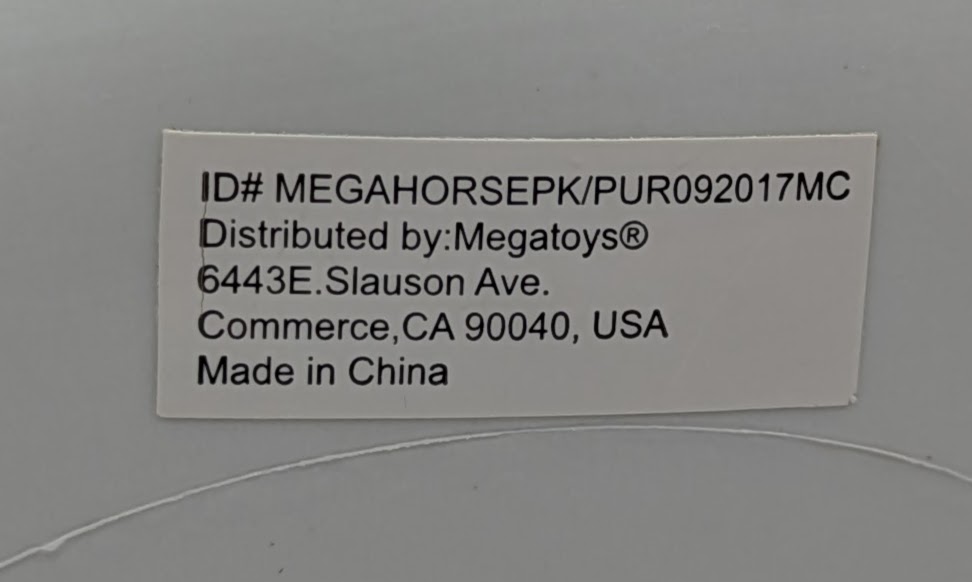 ID# MEGAHORSEPK/PUR092017MC
Distributed by:Megatoys®
6443E.Slauson Ave.
Commerce,CA 90040, USA
Made in China